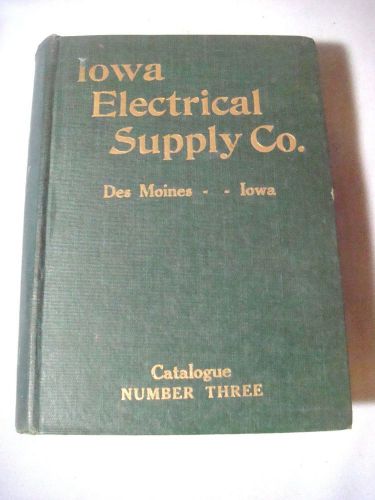 Iowa
Electrical
Supply Co.
Des Moines - - Iowa
Catalogue
NUMBER THREE